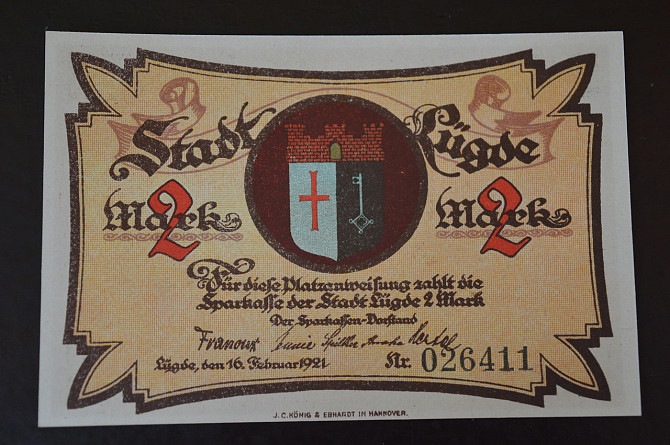 Stadt Lügde
Mark 2 Mark 2
Für diese Platzanweisung zahlt die
Sparkasse der Stadt Lügde 2 Mark
Der Sparkassen-Vorstand
Lügde, den 16. Februar 1921 Nr. 026411
J.C. KÖNIG & EBHARDT IN HANNOVER.